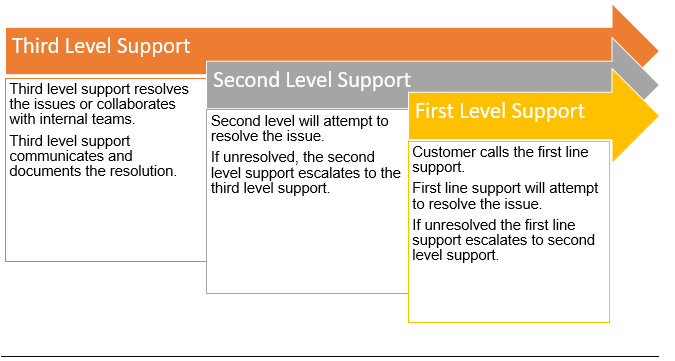 Third Level Support
Third level support resolves
the issues or collaborates
with internal teams.
Third level support
communicates and
documents the resolution.
Second Level Support
Second level will attempt to
resolve the issue.
If unresolved, the second
level support escalates to the
third level support.
First Level Support
Customer calls the first line
support.
First line support will attempt
to resolve the issue.
If unresolved the first line
support escalates to second
level support.